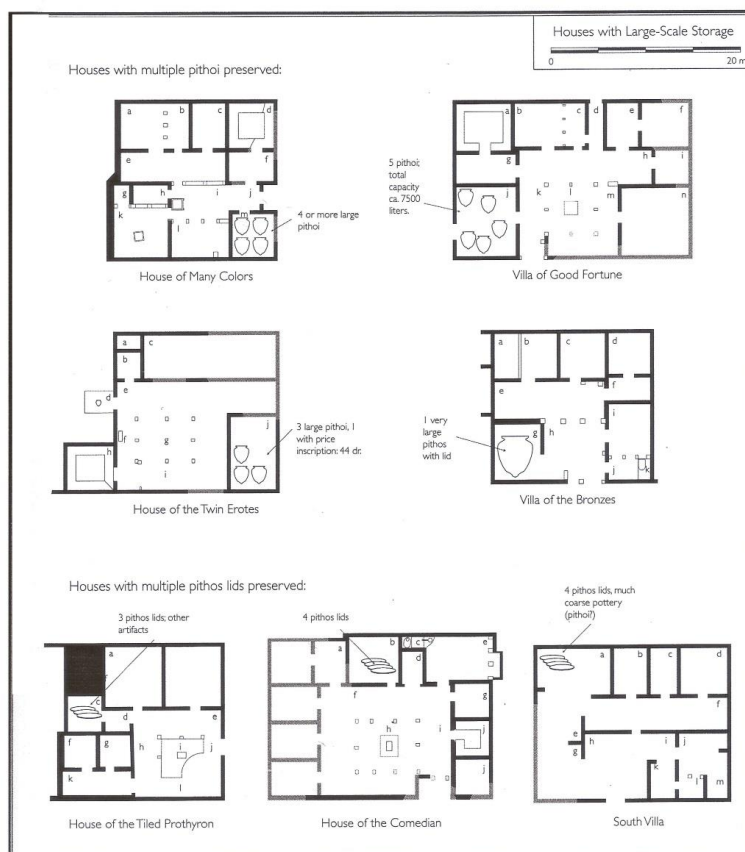 Houses with Large-Scale Storage
0 20 m
Houses with multiple pithoi preserved:
a b c d
e f
g h i j
k l m
4 or more large
pithoi
House of Many Colors
a b c d e f
g h i
j k l m n
5 pithoi;
total
capacity
ca. 7500
liters.
Villa of Good Fortune
a c
b
e
d
f g j
h
i
3 large pithoi, 1
with price
inscription: 44 dr.
House of the Twin Erotes
a b c d
e f
g h i
j k
1 very
large
pithos
with lid
Villa of the Bronzes
Houses with multiple pithos lids preserved:
3 pithos lids; other
artifacts
a
c f
d e
f g h i j
k l
House of the Tiled Prothyron
4 pithos lids
a b c e
d
f g
h i j
j
House of the Comedian
4 pithos lids, much
coarse pottery
(pithoi?)
a b c d
f
e
g h i j
k l m
South Villa